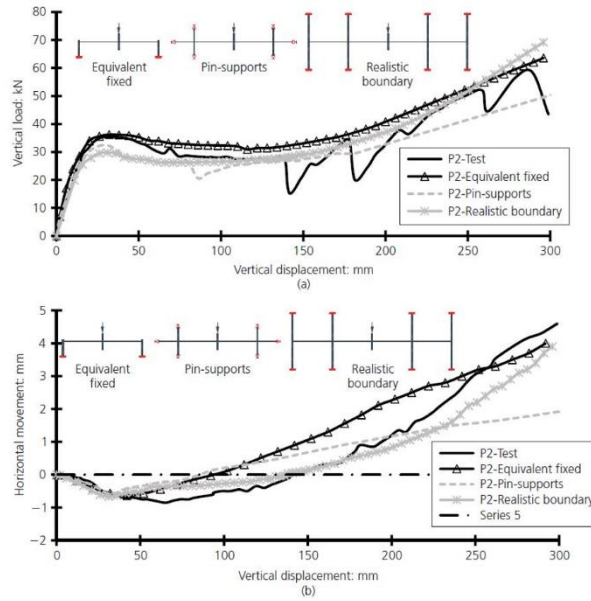 80
70
60
50
40
30
20
10
0
Vertical load: kN
Equivalent fixed
Pin-supports
Realistic boundary
P2-Test
P2-Equivalent fixed
P2-Pin-supports
P2-Realistic boundary
0 50 100 150 200 250 300
Vertical displacement: mm
(a)
5
4
3
2
1
0
−1
−2
Horizontal movement: mm
Equivalent fixed
Pin-supports
Realistic boundary
P2-Test
P2-Equivalent fixed
P2-Pin-supports
P2-Realistic boundary
Series 5
0 50 100 150 200 250 300
Vertical displacement: mm
(b)